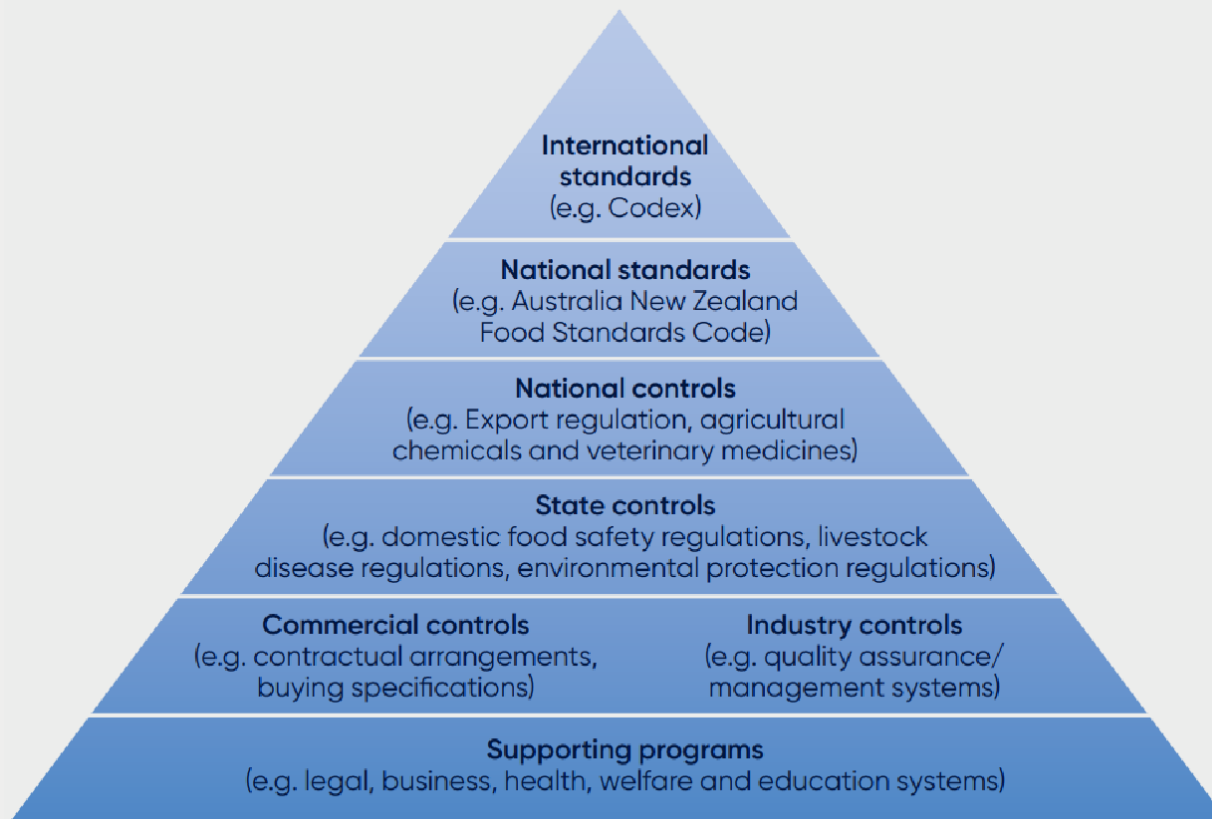 International
standards
(e.g. Codex)
National standards
(e.g. Australia New Zealand
Food Standards Code)
National controls
(e.g. Export regulation, agricultural
chemicals and veterinary medicines)
State controls
(e.g. domestic food safety regulations, livestock
disease regulations, environmental protection regulations)
Commercial controls
(e.g. contractual arrangements,
buying specifications)
Industry controls
(e.g. quality assurance/
management systems)
Supporting programs
(e.g. legal, business, health, welfare and education systems)